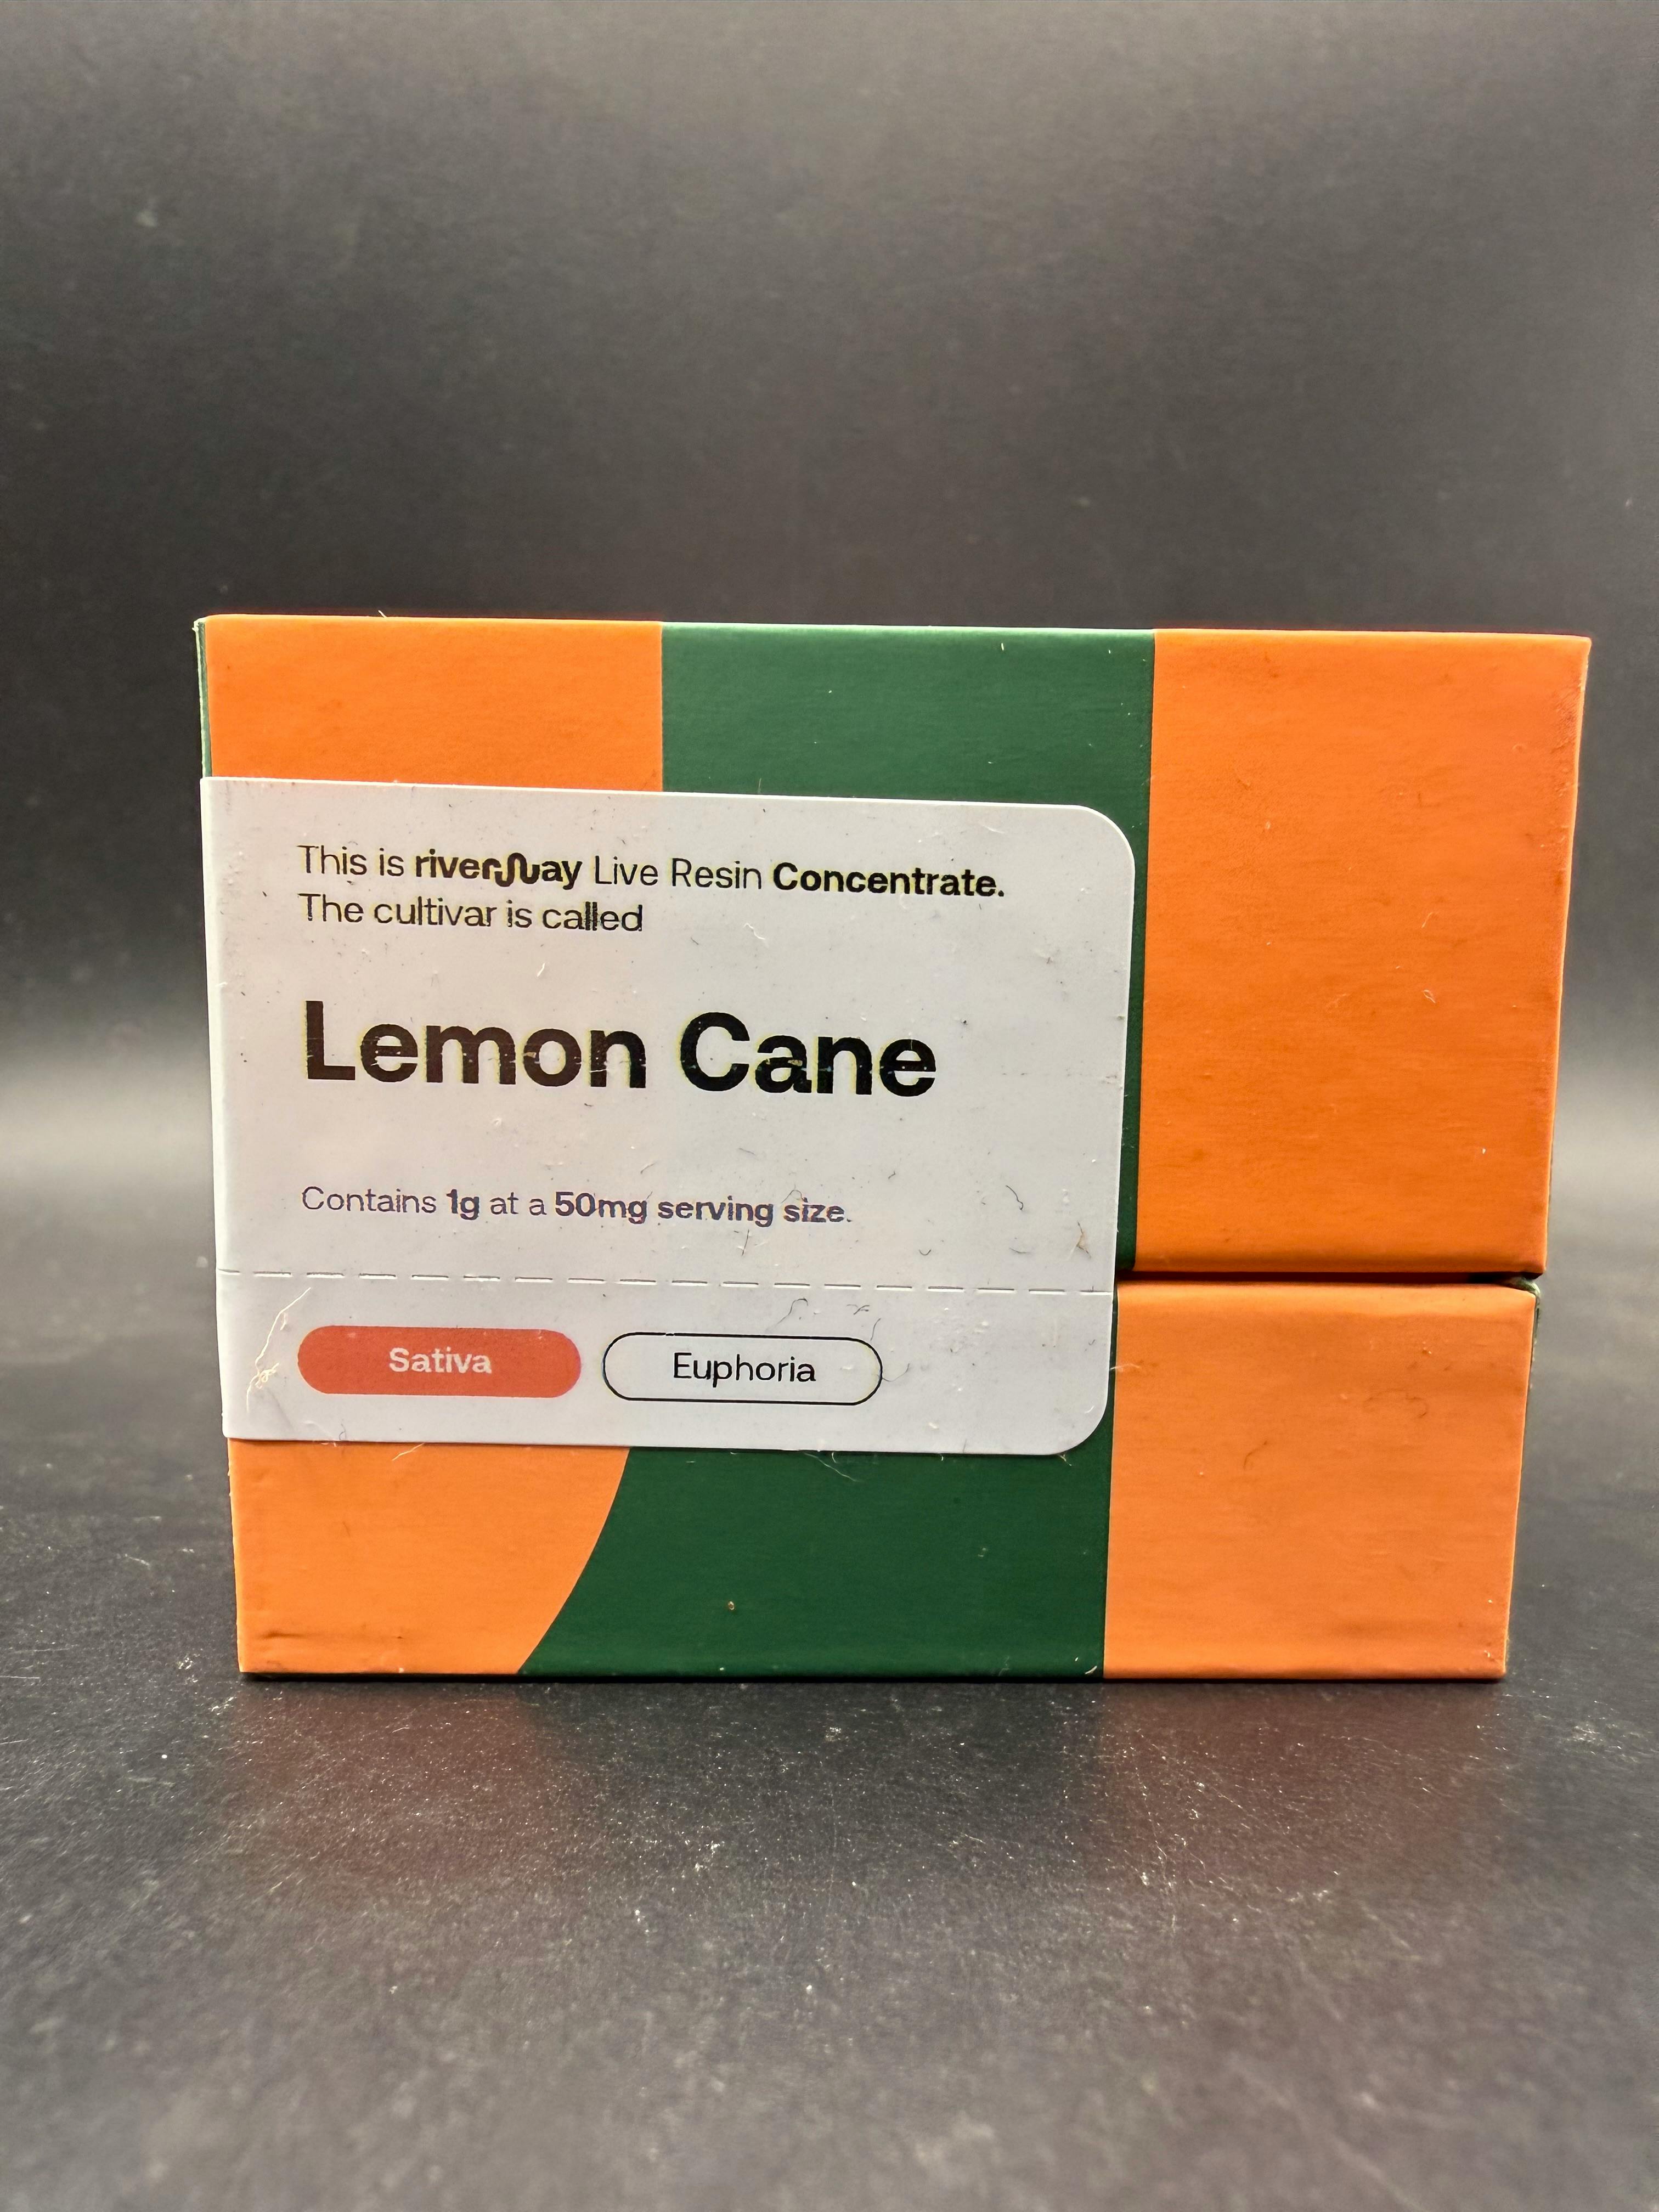 This is riverway Live Resin Concentrate.
The cultivar is called
Lemon Cane
Contains 1g at a 50mg serving size.
Sativa
Euphoria